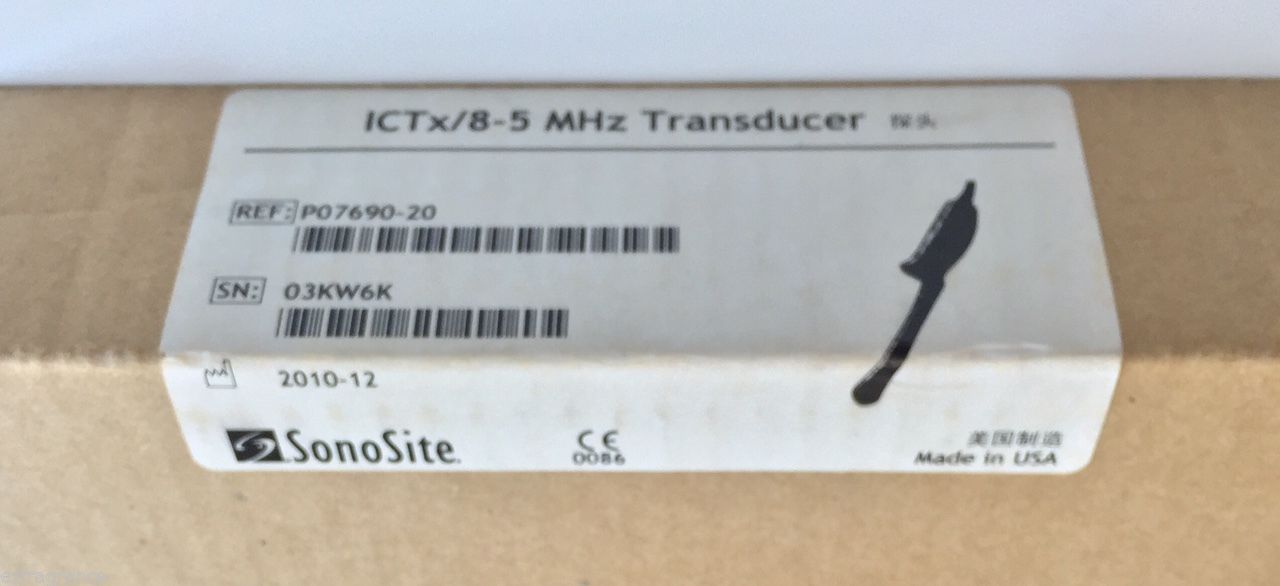 ICTx/8-5 MHz Transducer 探头
REF: P07690-20
SN: 03KW6K
2010-12
SonoSite
CE
0086
美国制造
Made in USA